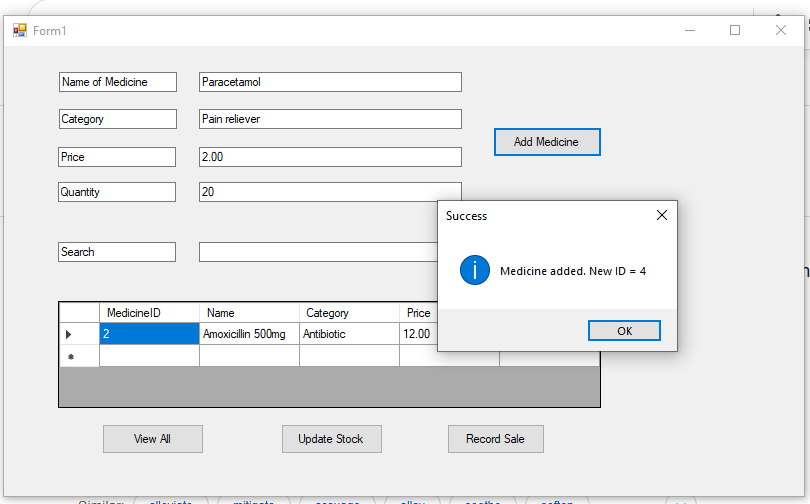 Form1
Name of Medicine Paracetamol
Category Pain reliever
Add Medicine
Price 2.00
Quantity 20
Success
Medicine added. New ID = 4
OK
Search
MedicineID Name Category Price
2 Amoxicillin 500mg Antibiotic 12.00
View All Update Stock Record Sale